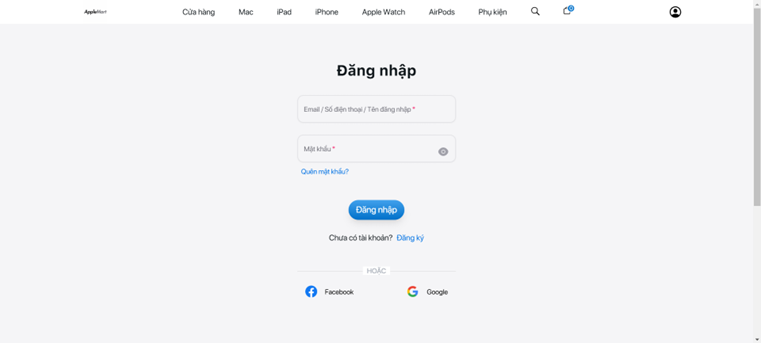 AppleMart
Cửa hàng Mac iPad iPhone Apple Watch AirPods Phụ kiện 0
Đăng nhập
Email / Số điện thoại / Tên đăng nhập *
Mật khẩu *
Quên mật khẩu?
Đăng nhập
Chưa có tài khoản? Đăng ký
HOẶC
Facebook Google